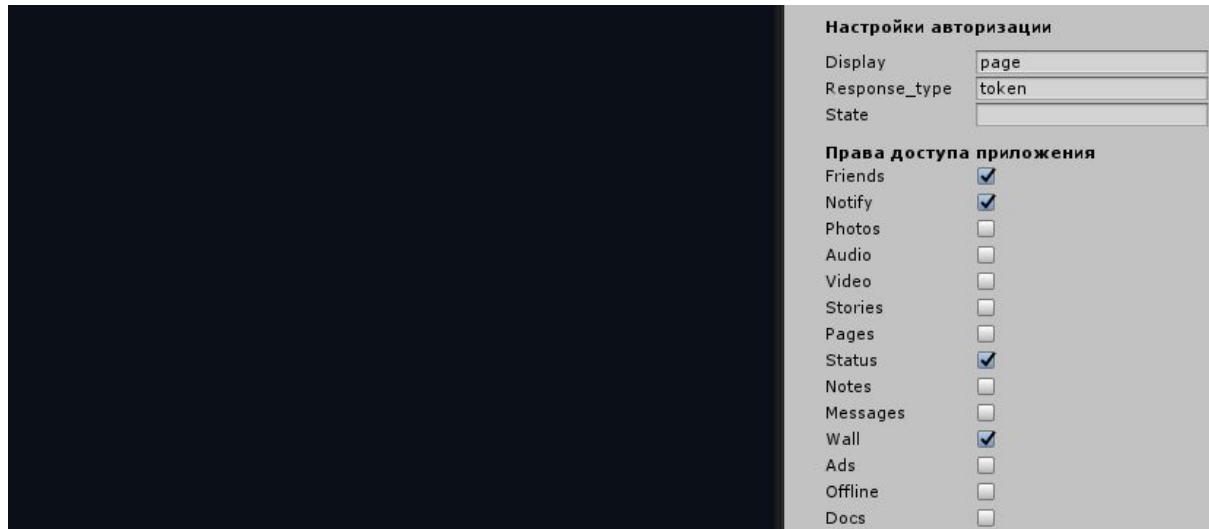 Настройки авторизации
Display page
Response_type token
State
Права доступа приложения
Friends
Notify
Photos
Audio
Video
Stories
Pages
Status
Notes
Messages
Wall
Ads
Offline
Docs